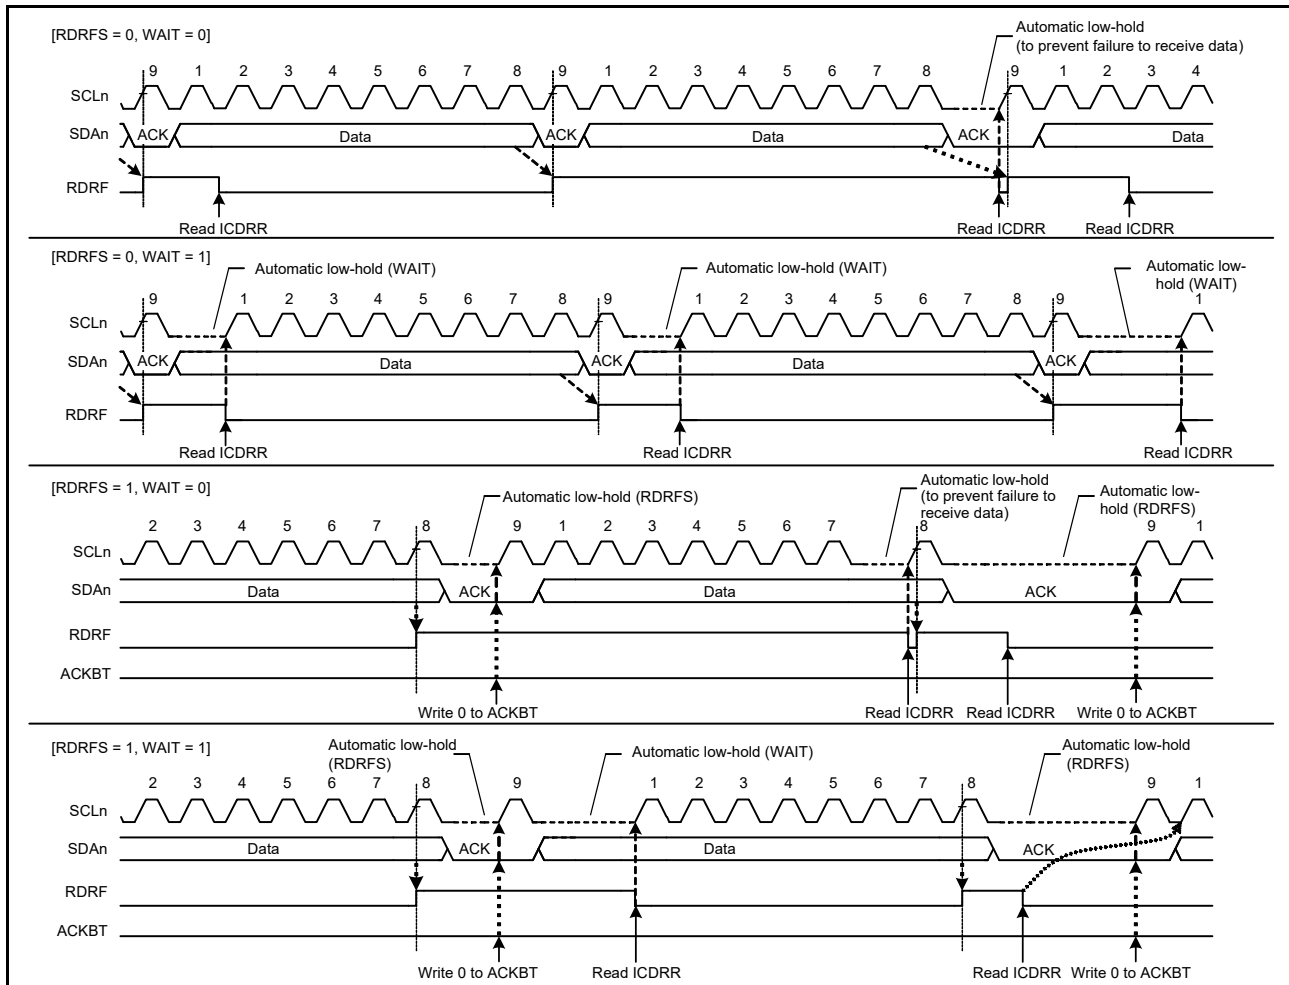 [RDRFS = 0, WAIT = 0]
Automatic low-hold
(to prevent failure to receive data)
9 1 2 3 4 5 6 7 8 9 1 2 3 4 5 6 7 8 9 1 2 3 4
SCLn
SDAn ACK Data ACK Data ACK Data
RDRF
Read ICDRR Read ICDRR Read ICDRR
[RDRFS = 0, WAIT = 1]
Automatic low-hold (WAIT) Automatic low-hold (WAIT) Automatic low-
hold (WAIT)
9 1 2 3 4 5 6 7 8 9 1 2 3 4 5 6 7 8 9 1
SCLn
SDAn ACK Data ACK Data ACK
RDRF
Read ICDRR Read ICDRR Read ICDRR
[RDRFS = 1, WAIT = 0]
Automatic low-hold (RDRFS)
Automatic low-hold
(to prevent failure to
receive data)
Automatic low-
hold (RDRFS)
2 3 4 5 6 7 8 9 1 2 3 4 5 6 7 8 9 1
SCLn
SDAn Data ACK Data ACK
RDRF
ACKBT
Write 0 to ACKBT Read ICDRR Read ICDRR Write 0 to ACKBT
[RDRFS = 1, WAIT = 1]
Automatic low-hold
(RDRFS)
Automatic low-hold (WAIT)
Automatic low-hold
(RDRFS)
2 3 4 5 6 7 8 9 1 2 3 4 5 6 7 8 9 1
SCLn
SDAn Data ACK Data ACK
RDRF
ACKBT
Write 0 to ACKBT Read ICDRR Read ICDRR Write 0 to ACKBT